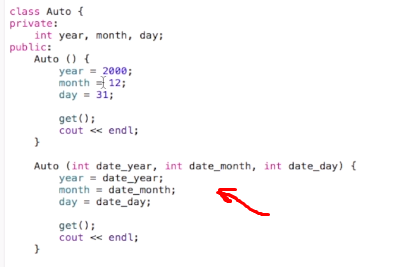 class Auto {
private:
    int year, month, day;
public:
    Auto () {
        year = 2000;
        month = 12;
        day = 31;

        get();
        cout << endl;
    }

    Auto (int date_year, int date_month, int date_day) {
        year = date_year;
        month = date_month;
        day = date_day;

        get();
        cout << endl;
    }